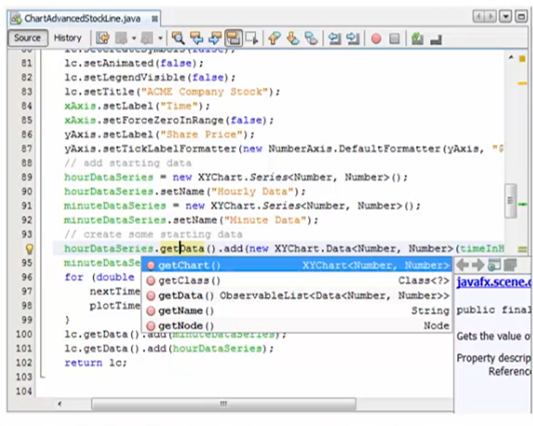 ChartAdvancedStockLine.java
Source History
81 lc.setAnimated(false);
82 lc.setLegendVisible(false);
83 lc.setTitle("ACME Company Stock");
84 xAxis.setLabel("Time");
85 xAxis.setForceZeroInRange(false);
86 yAxis.setLabel("Share Price");
87 yAxis.setTickLabelFormatter(new NumberAxis.DefaultFormatter(yAxis, "$
88 // add starting data
89 hourDataSeries = new XYChart.Series<Number, Number>();
90 hourDataSeries.setName("Hourly Data");
91 minuteDataSeries = new XYChart.Series<Number, Number>();
92 minuteDataSeries.setName("Minute Data");
93 // create some starting data
hourDataSeries.getData().add(new XYChart.Data<Number, Number>(timeInH
95 minuteDataSe
96 for (double
97 nextTime
98 plotTime
99 }
100 lc.getData().add(minuteDataSeries);
101 lc.getData().add(hourDataSeries);
102 return lc;
103
104
getChart() XYChart<Number, Number>
getClass() Class<?>
getData() ObservableList<Data<Number, Number>>
getName() String
getNode() Node
javafx.scene.c
public final
Gets the value o
Property descrip
Referenc